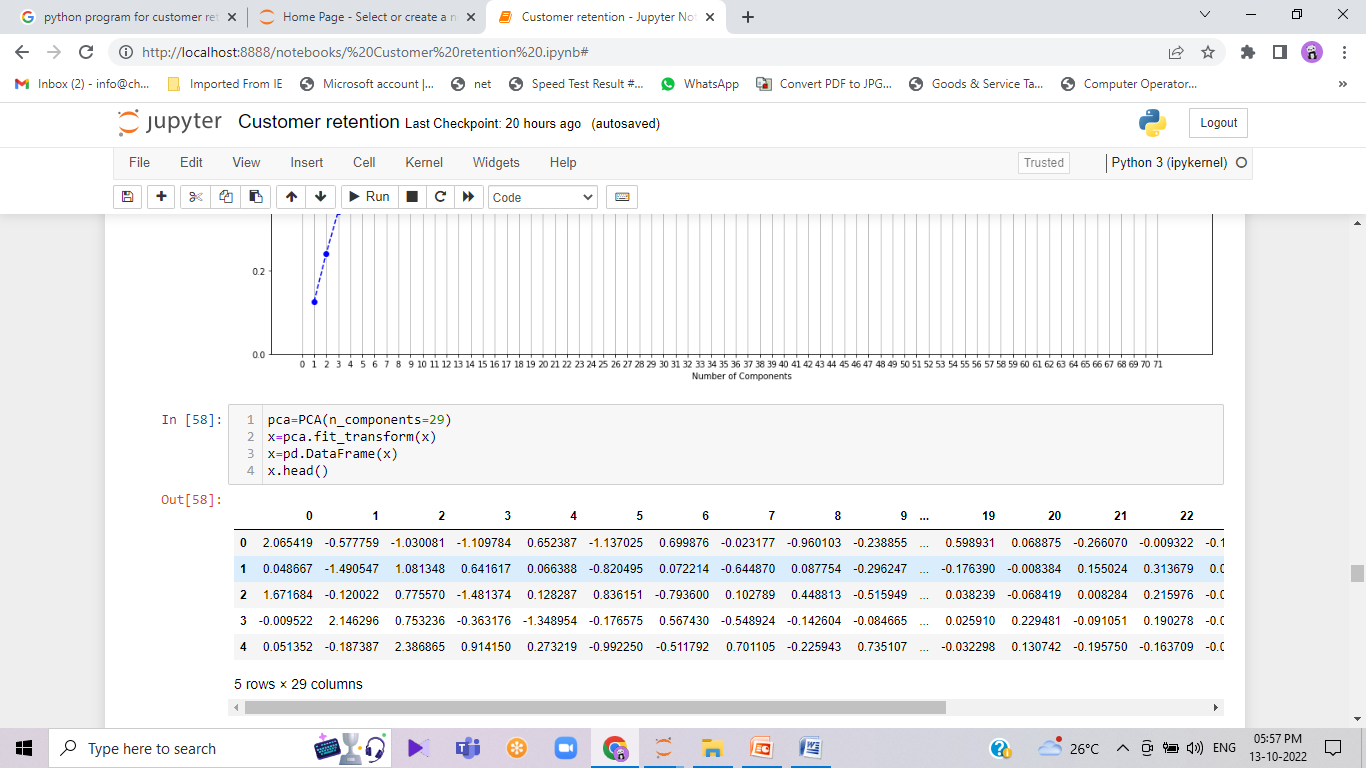 python program for customer ret
Home Page - Select or create a n
Customer retention - Jupyter Not
http://localhost:8888/notebooks/%20Customer%20retention%20.ipynb#
Inbox (2) - info@ch... Imported From IE Microsoft account |... net Speed Test Result #... WhatsApp Convert PDF to JPG... Goods & Service Ta... Computer Operator... »
jupyter Customer retention Last Checkpoint: 20 hours ago (autosaved) Logout
File Edit View Insert Cell Kernel Widgets Help Trusted Python 3 (ipykernel)
Run Code
0.2
0.0
0 1 2 3 4 5 6 7 8 9 10 11 12 13 14 15 16 17 18 19 20 21 22 23 24 25 26 27 28 29 30 31 32 33 34 35 36 37 38 39 40 41 42 43 44 45 46 47 48 49 50 51 52 53 54 55 56 57 58 59 60 61 62 63 64 65 66 67 68 69 70 71
Number of Components
In [58]:
1 pca=PCA(n_components=29)
2 x=pca.fit_transform(x)
3 x=pd.DataFrame(x)
4 x.head()
Out[58]:
0 1 2 3 4 5 6 7 8 9 ... 19 20 21 22
0 2.065419 -0.577759 -1.030081 -1.109784 0.652387 -1.137025 0.699876 -0.023177 -0.960103 -0.238855 ... 0.598931 0.068875 -0.266070 -0.009322 -0.1
1 0.048667 -1.490547 1.081348 0.641617 0.066388 -0.820495 0.072214 -0.644870 0.087754 -0.296247 ... -0.176390 -0.008384 0.155024 0.313679 0.0
2 1.671684 -0.120022 0.775570 -1.481374 0.128287 0.836151 -0.793600 0.102789 0.448813 -0.515949 ... 0.038239 -0.068419 0.008284 0.215976 -0.0
3 -0.009522 2.146296 0.753236 -0.363176 -1.348954 -0.176575 0.567430 -0.548924 -0.142604 -0.084665 ... 0.025910 0.229481 -0.091051 0.190278 -0.0
4 0.051352 -0.187387 2.386865 0.914150 0.273219 -0.992250 -0.511792 0.701105 -0.225943 0.735107 ... -0.032298 0.130742 -0.195750 -0.163709 -0.0
5 rows × 29 columns
Type here to search 26°C ENG 05:57 PM
13-10-2022